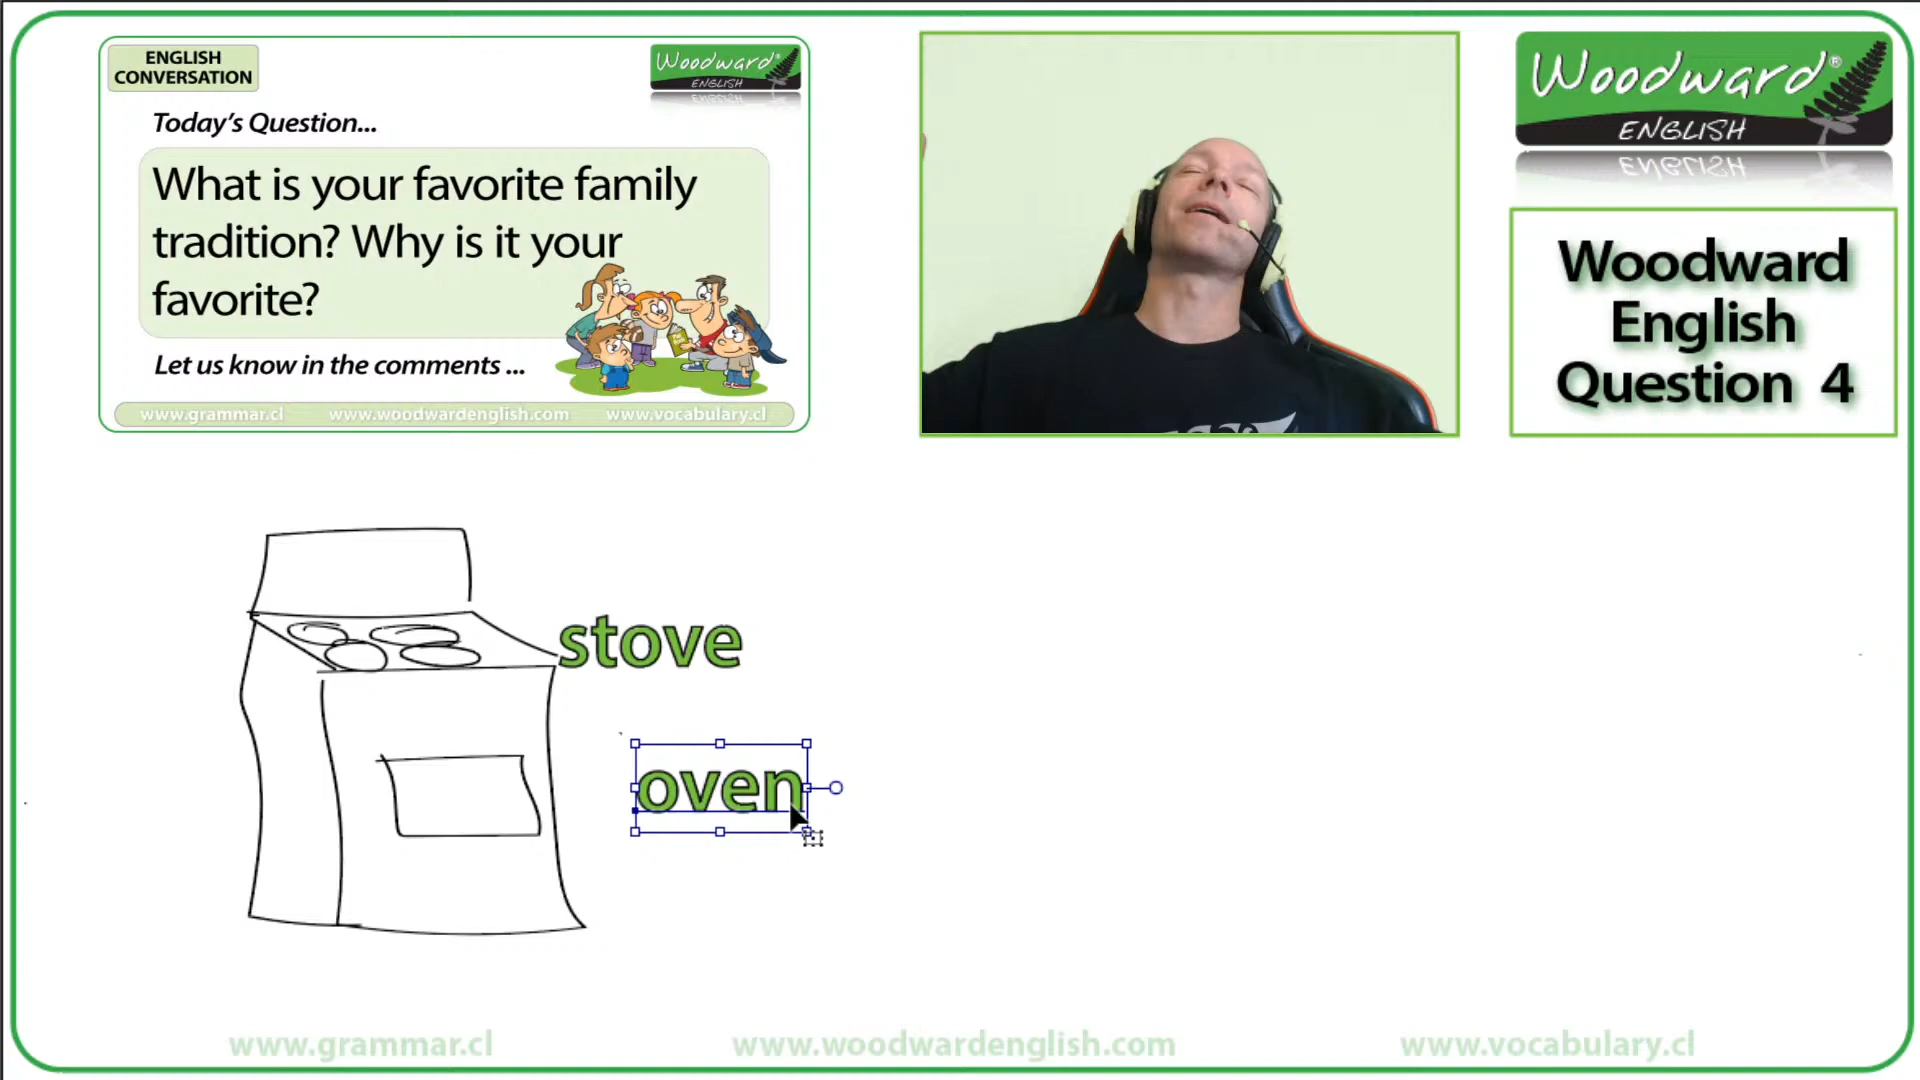 ENGLISH
CONVERSATION
Woodward®
ENGLISH
Today's Question...
What is your favorite family
tradition? Why is it your
favorite?
Let us know in the comments ...
www.grammar.cl www.woodwardenglish.com www.vocabulary.cl
Woodward®
ENGLISH
Woodward
English
Question 4
stove
oven
www.grammar.cl www.woodwardenglish.com www.vocabulary.cl